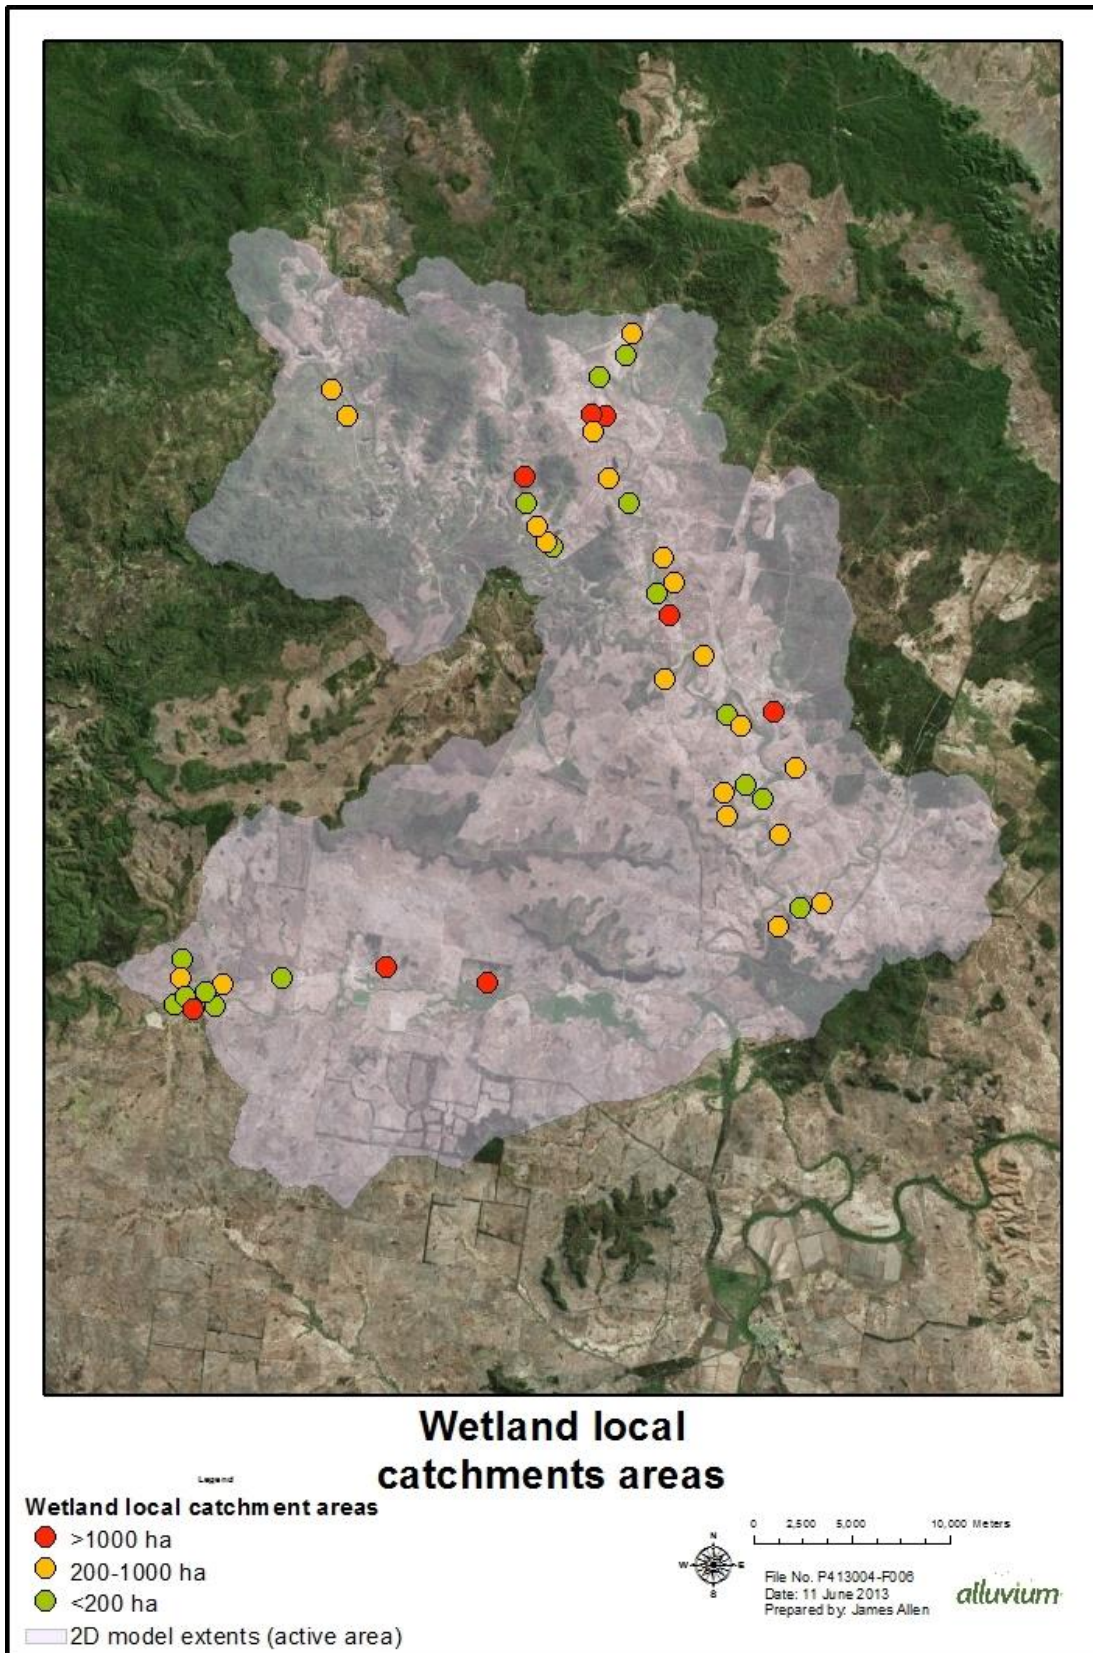 Wetland local
catchments areas
Legend
Wetland local catchment areas
>1000 ha
200-1000 ha
<200 ha
2D model extents (active area)
N
W E
S
0 2,500 5,000 10,000 Meters
File No. P413004-F006
Date: 11 June 2013
Prepared by: James Allen
alluvium